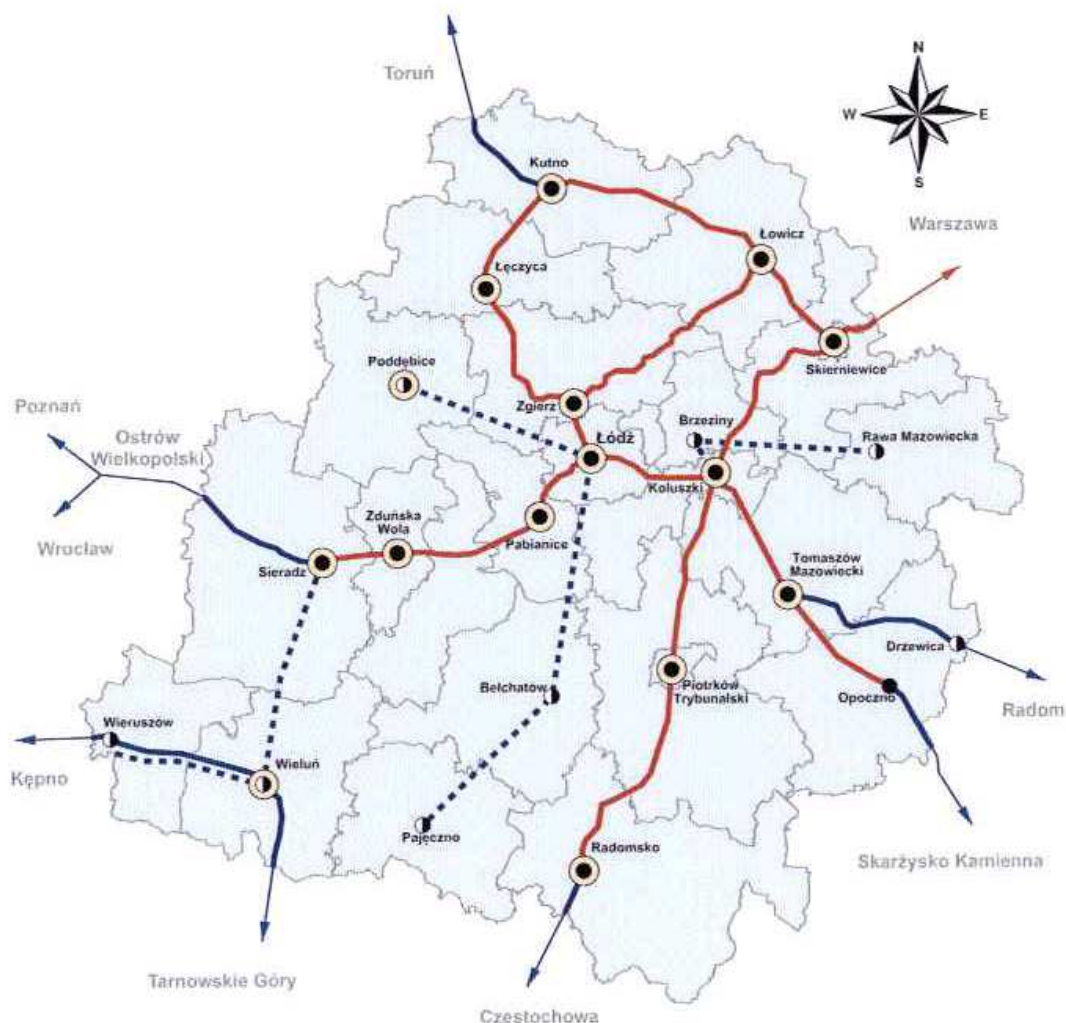 Toruń
N
W
E
S
Kutno
Warszawa
Łowicz
Łęczyca
Poddębice
Skierniewice
Zgierz
Brzeziny
Poznań
Ostrów
Wielkopolski
Łódź
Rawa Mazowiecka
Koluszki
Zduńska
Wola
Wrocław
Pabianice
Sieradz
Tomaszów
Mazowiecki
Drzewica
Bełchatów
Piotrków
Trybunalski
Opoczno
Radom
Wieruszów
Kępno
Wieluń
Pajęczno
Radomsko
Skarżysko Kamienna
Tarnowskie Góry
Częstochowa